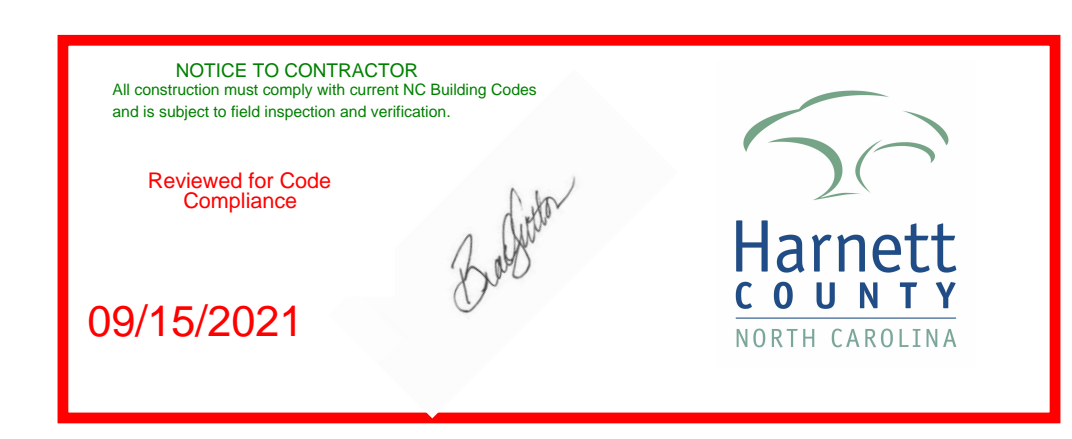 NOTICE TO CONTRACTOR
All construction must comply with current NC Building Codes
and is subject to field inspection and verification.
Reviewed for Code
Compliance
09/15/2021
Harnett
COUNTY
NORTH CAROLINA